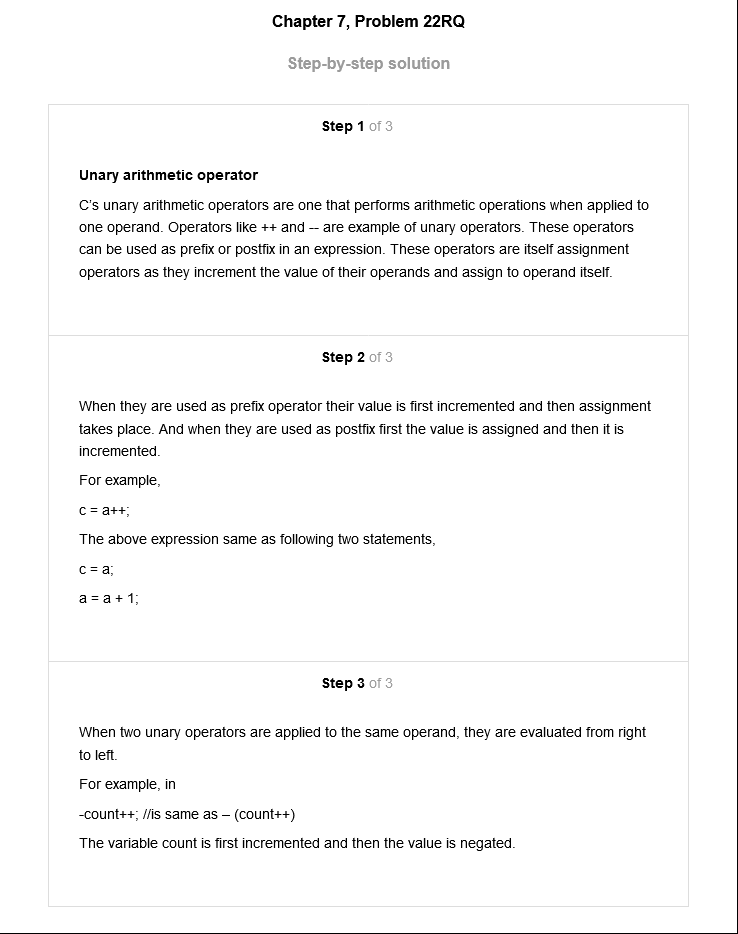 Chapter 7, Problem 22RQ
Step-by-step solution
Step 1 of 3
Unary arithmetic operator
C's unary arithmetic operators are one that performs arithmetic operations when applied to
one operand. Operators like ++ and -- are example of unary operators. These operators
can be used as prefix or postfix in an expression. These operators are itself assignment
operators as they increment the value of their operands and assign to operand itself.
Step 2 of 3
When they are used as prefix operator their value is first incremented and then assignment
takes place. And when they are used as postfix first the value is assigned and then it is
incremented.
For example,
c = a++;
The above expression same as following two statements,
c = a;
a = a + 1;
Step 3 of 3
When two unary operators are applied to the same operand, they are evaluated from right
to left.
For example, in
-count++; //is same as – (count++)
The variable count is first incremented and then the value is negated.